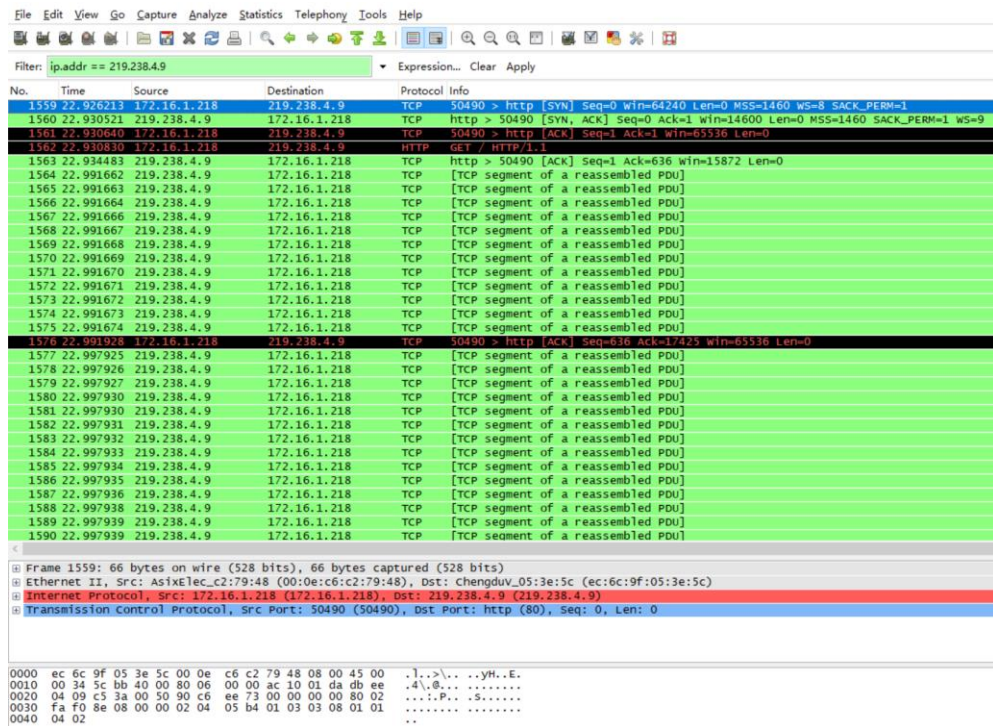 File Edit View Go Capture Analyze Statistics Telephony Tools Help
Filter: ip.addr == 219.238.4.9 Expression... Clear Apply
No. Time Source Destination Protocol Info
1559 22.926213 172.16.1.218 219.238.4.9 TCP 50490 > http [SYN] Seq=0 Win=64240 Len=0 MSS=1460 WS=8 SACK_PERM=1
1560 22.930521 219.238.4.9 172.16.1.218 TCP http > 50490 [SYN, ACK] Seq=0 Ack=1 Win=14600 Len=0 MSS=1460 SACK_PERM=1 WS=9
1561 22.930640 172.16.1.218 219.238.4.9 TCP 50490 > http [ACK] Seq=1 Ack=1 Win=65536 Len=0
1562 22.930830 172.16.1.218 219.238.4.9 HTTP GET / HTTP/1.1
1563 22.934483 219.238.4.9 172.16.1.218 TCP http > 50490 [ACK] Seq=1 Ack=636 Win=15872 Len=0
1564 22.991662 219.238.4.9 172.16.1.218 TCP [TCP segment of a reassembled PDU]
1565 22.991663 219.238.4.9 172.16.1.218 TCP [TCP segment of a reassembled PDU]
1566 22.991664 219.238.4.9 172.16.1.218 TCP [TCP segment of a reassembled PDU]
1567 22.991666 219.238.4.9 172.16.1.218 TCP [TCP segment of a reassembled PDU]
1568 22.991667 219.238.4.9 172.16.1.218 TCP [TCP segment of a reassembled PDU]
1569 22.991668 219.238.4.9 172.16.1.218 TCP [TCP segment of a reassembled PDU]
1570 22.991669 219.238.4.9 172.16.1.218 TCP [TCP segment of a reassembled PDU]
1571 22.991670 219.238.4.9 172.16.1.218 TCP [TCP segment of a reassembled PDU]
1572 22.991671 219.238.4.9 172.16.1.218 TCP [TCP segment of a reassembled PDU]
1573 22.991672 219.238.4.9 172.16.1.218 TCP [TCP segment of a reassembled PDU]
1574 22.991673 219.238.4.9 172.16.1.218 TCP [TCP segment of a reassembled PDU]
1575 22.991674 219.238.4.9 172.16.1.218 TCP [TCP segment of a reassembled PDU]
1576 22.991928 172.16.1.218 219.238.4.9 TCP 50490 > http [ACK] Seq=636 Ack=17425 Win=65536 Len=0
1577 22.997925 219.238.4.9 172.16.1.218 TCP [TCP segment of a reassembled PDU]
1578 22.997926 219.238.4.9 172.16.1.218 TCP [TCP segment of a reassembled PDU]
1579 22.997927 219.238.4.9 172.16.1.218 TCP [TCP segment of a reassembled PDU]
1580 22.997930 219.238.4.9 172.16.1.218 TCP [TCP segment of a reassembled PDU]
1581 22.997930 219.238.4.9 172.16.1.218 TCP [TCP segment of a reassembled PDU]
1582 22.997931 219.238.4.9 172.16.1.218 TCP [TCP segment of a reassembled PDU]
1583 22.997932 219.238.4.9 172.16.1.218 TCP [TCP segment of a reassembled PDU]
1584 22.997933 219.238.4.9 172.16.1.218 TCP [TCP segment of a reassembled PDU]
1585 22.997934 219.238.4.9 172.16.1.218 TCP [TCP segment of a reassembled PDU]
1586 22.997935 219.238.4.9 172.16.1.218 TCP [TCP segment of a reassembled PDU]
1587 22.997936 219.238.4.9 172.16.1.218 TCP [TCP segment of a reassembled PDU]
1588 22.997938 219.238.4.9 172.16.1.218 TCP [TCP segment of a reassembled PDU]
1589 22.997939 219.238.4.9 172.16.1.218 TCP [TCP segment of a reassembled PDU]
1590 22.997939 219.238.4.9 172.16.1.218 TCP [TCP segment of a reassembled PDU]
Frame 1559: 66 bytes on wire (528 bits), 66 bytes captured (528 bits)
Ethernet II, Src: AsixElec_c2:79:48 (00:0e:c6:c2:79:48), Dst: ChengduV_05:3e:5c (ec:6c:9f:05:3e:5c)
Internet Protocol, Src: 172.16.1.218 (172.16.1.218), Dst: 219.238.4.9 (219.238.4.9)
Transmission Control Protocol, Src Port: 50490 (50490), Dst Port: http (80), Seq: 0, Len: 0
0000 ec 6c 9f 05 3e 5c 00 0e c6 c2 79 48 08 00 45 00 .l..>\.. ..yH..E.
0010 00 34 5c bb 40 00 80 06 00 00 ac 10 01 da db ee .4\.@... ........
0020 04 09 c5 3a 00 50 90 c6 ee 73 00 00 00 00 80 02 ...:.P.. .s......
0030 fa f0 8e 08 00 00 02 04 05 b4 01 03 03 08 01 01 ........ ........
0040 04 02 ..